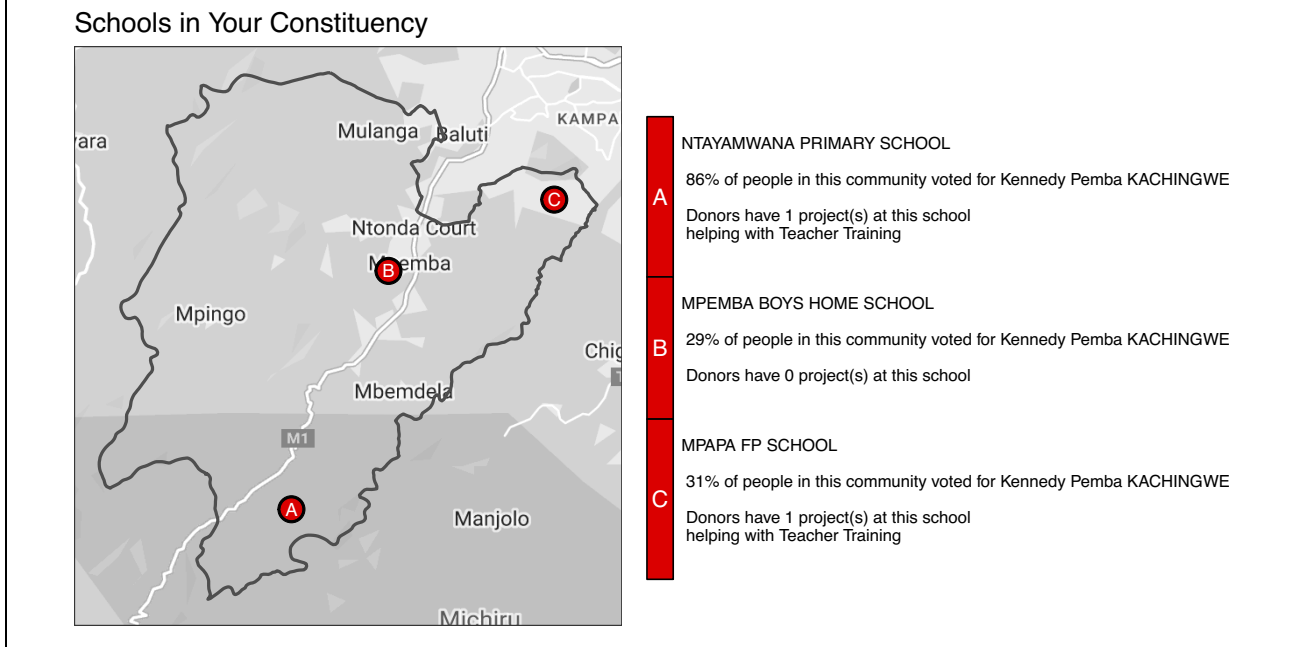 Schools in Your Constituency
KAMPA
Mulanga
Baluti
vara
C
Ntonda Court
B
Mpingo
Chig
Mbemdela
M1
A
Manjolo
Michiru
A
NTAYAMWANA PRIMARY SCHOOL
86% of people in this community voted for Kennedy Pemba KACHINGWE
Donors have 1 project(s) at this school
helping with Teacher Training
B
MPEMBA BOYS HOME SCHOOL
29% of people in this community voted for Kennedy Pemba KACHINGWE
Donors have 0 project(s) at this school
C
MPAPA FP SCHOOL
31% of people in this community voted for Kennedy Pemba KACHINGWE
Donors have 1 project(s) at this school
helping with Teacher Training